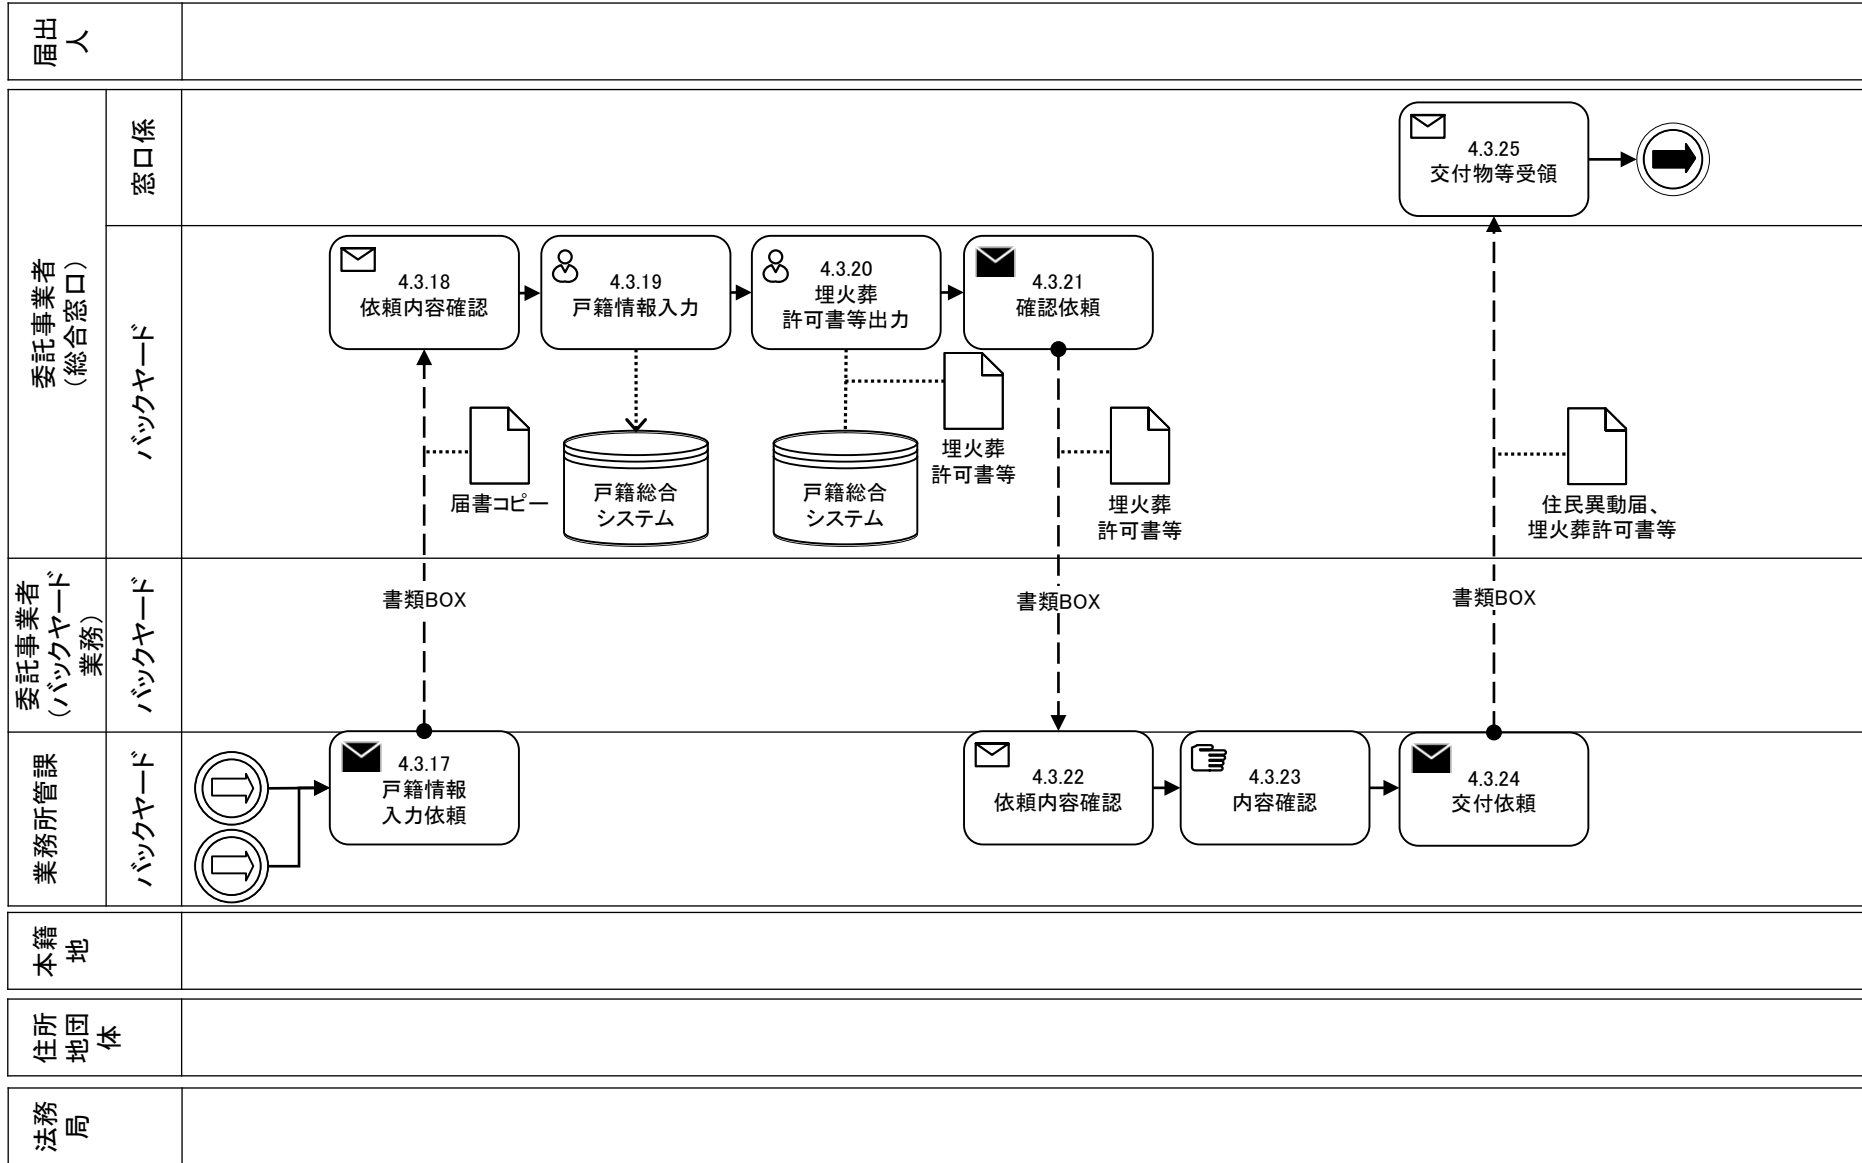 届出
人
委託事業者
（総合窓口）
窓口係
4.3.25
交付物等受領
バックヤード
4.3.18
依頼内容確認
4.3.19
戸籍情報入力
4.3.20
埋火葬
許可書等出力
4.3.21
確認依頼
届書コピー
戸籍総合
システム
戸籍総合
システム
埋火葬
許可書等
埋火葬
許可書等
住民異動届、
埋火葬許可書等
委託事業者
（バックヤード
業務）
バックヤード
書類BOX
書類BOX
書類BOX
業務所管課
バックヤード
4.3.17
戸籍情報
入力依頼
4.3.22
依頼内容確認
4.3.23
内容確認
4.3.24
交付依頼
本籍
地
住所
地団
体
法務
局